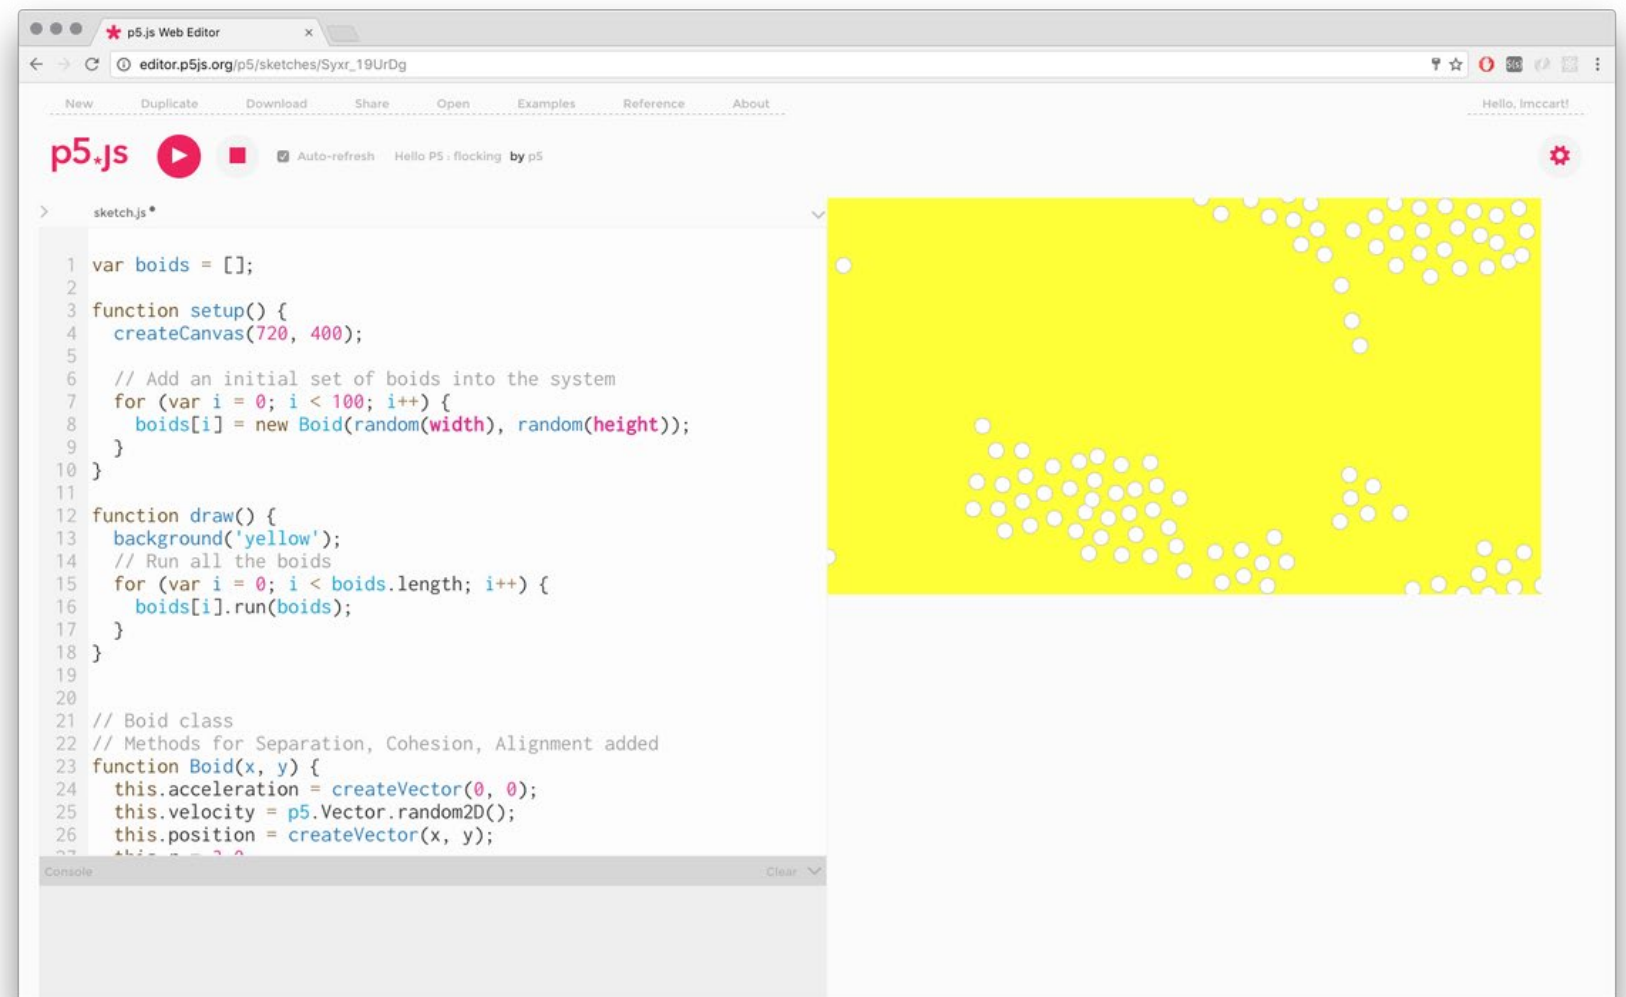 p5.js Web Editor
editor.p5js.org/p5/sketches/Syxr_19UrDg
New Duplicate Download Share Open Examples Reference About Hello, lmccart!
p5*JS Auto-refresh Hello P5 : flocking by p5
sketch.js
1 var boids = [];
2
3 function setup() {
4 createCanvas(720, 400);
5
6 // Add an initial set of boids into the system
7 for (var i = 0; i < 100; i++) {
8 boids[i] = new Boid(random(width), random(height));
9 }
10 }
11
12 function draw() {
13 background('yellow');
14 // Run all the boids
15 for (var i = 0; i < boids.length; i++) {
16 boids[i].run(boids);
17 }
18 }
19
20
21 // Boid class
22 // Methods for Separation, Cohesion, Alignment added
23 function Boid(x, y) {
24 this.acceleration = createVector(0, 0);
25 this.velocity = p5.Vector.random2D();
26 this.position = createVector(x, y);
Console Clear